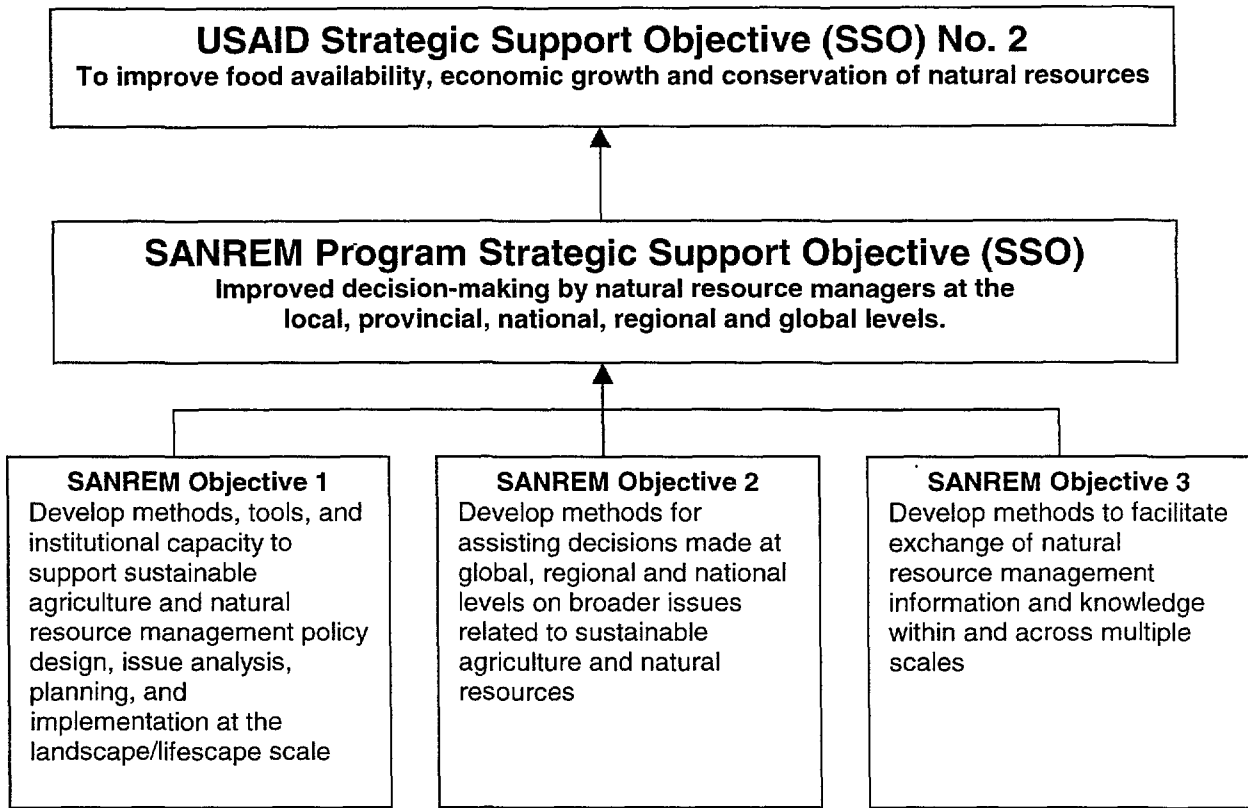 USAID Strategic Support Objective (SSO) No. 2
To improve food availability, economic growth and conservation of natural resources
SANREM Program Strategic Support Objective (SSO)
Improved decision-making by natural resource managers at the
local, provincial, national, regional and global levels.
SANREM Objective 1
Develop methods, tools, and
institutional capacity to
support sustainable
agriculture and natural
resource management policy
design, issue analysis,
planning, and
implementation at the
landscape/lifescape scale
SANREM Objective 2
Develop methods for
assisting decisions made at
global, regional and national
levels on broader issues
related to sustainable
agriculture and natural
resources
SANREM Objective 3
Develop methods to facilitate
exchange of natural
resource management
information and knowledge
within and across multiple
scales